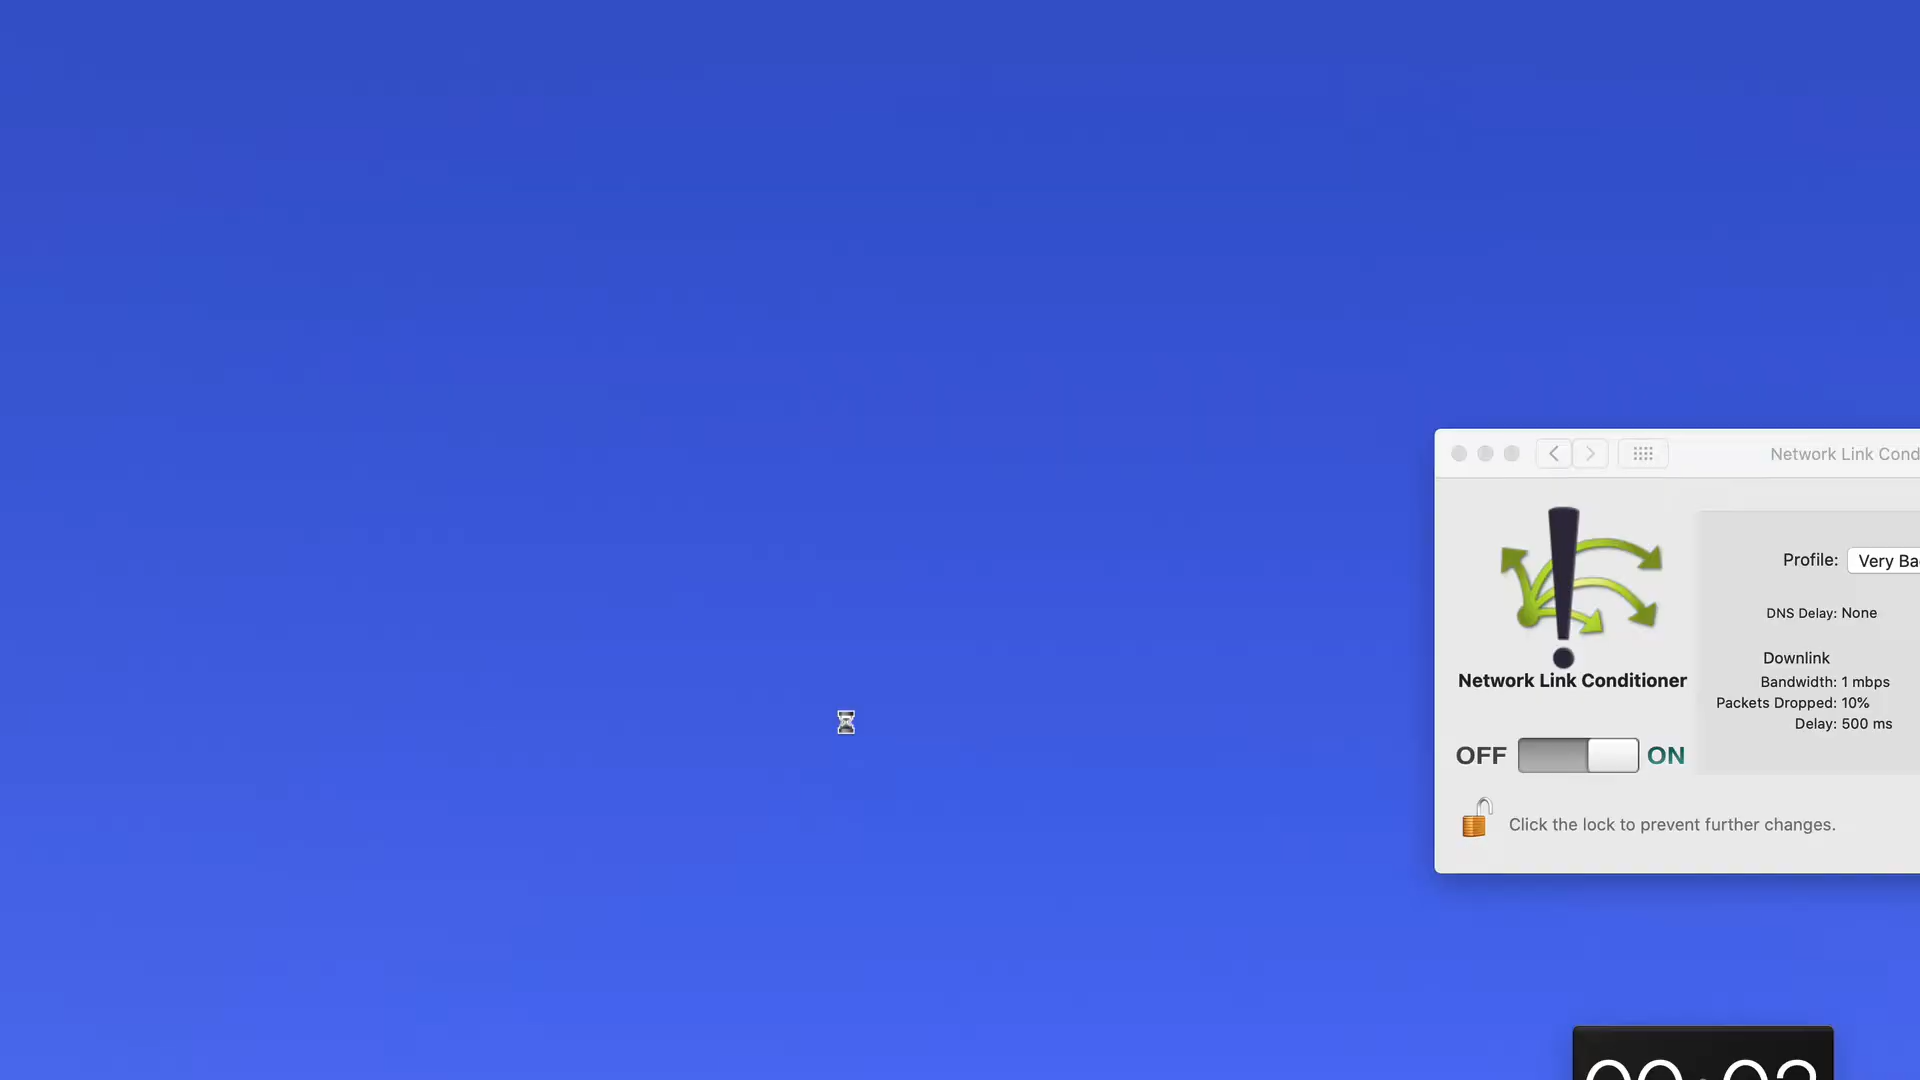 Network Link Cond
Profile: Very Ba
DNS Delay: None
Downlink
Bandwidth: 1 mbps
Packets Dropped: 10%
Delay: 500 ms
Network Link Conditioner
OFF ON
Click the lock to prevent further changes.